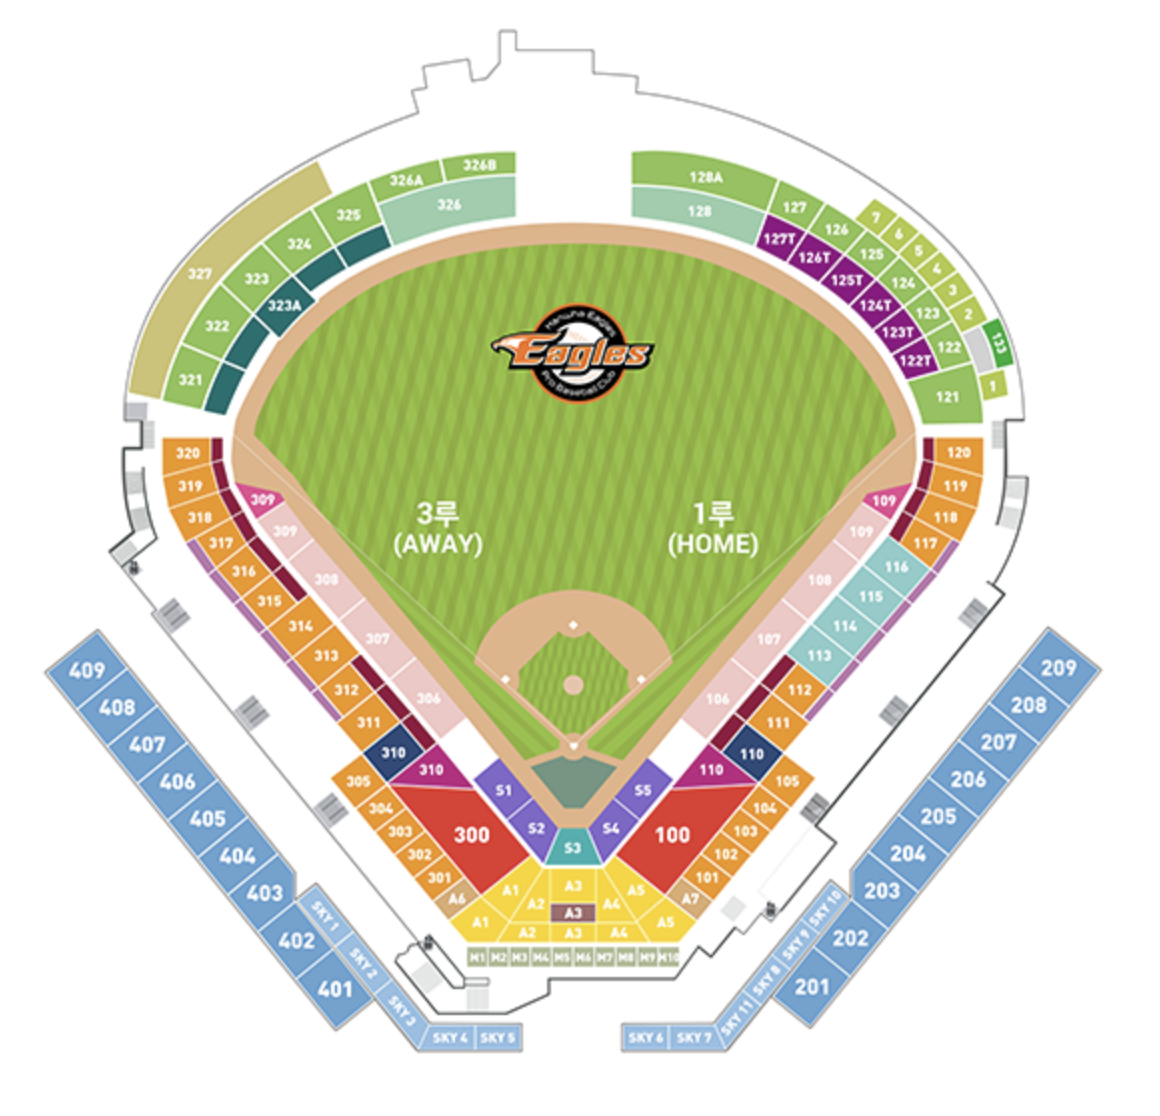 326A
326B
326
325
324
323
323A
322
321
327
128A
128
127
126
125
124
123
122
121
127T
126T
125T
124T
123T
122T
7
6
5
4
3
2
133
1
Hanwha Eagles
Eagles
Pro Baseball Club
3루
(AWAY)
1루
(HOME)
320
319
318
317
316
315
314
313
312
311
310
310
309
309
308
307
306
305
304
303
302
301
300
120
119
118
117
116
115
114
113
112
111
110
110
109
109
108
107
106
105
104
103
102
101
100
S1
S2
S3
S4
S5
A6
A1
A1
A2
A2
A3
A3
A3
A4
A4
A5
A5
A7
M1
M2
M3
M4
M5
M6
M7
M8
M9
M10
409
408
407
406
405
404
403
402
401
SKY 1
SKY 2
SKY 3
SKY 4
SKY 5
209
208
207
206
205
204
203
202
201
SKY 10
SKY 9
SKY 8
SKY 11
SKY 7
SKY 6